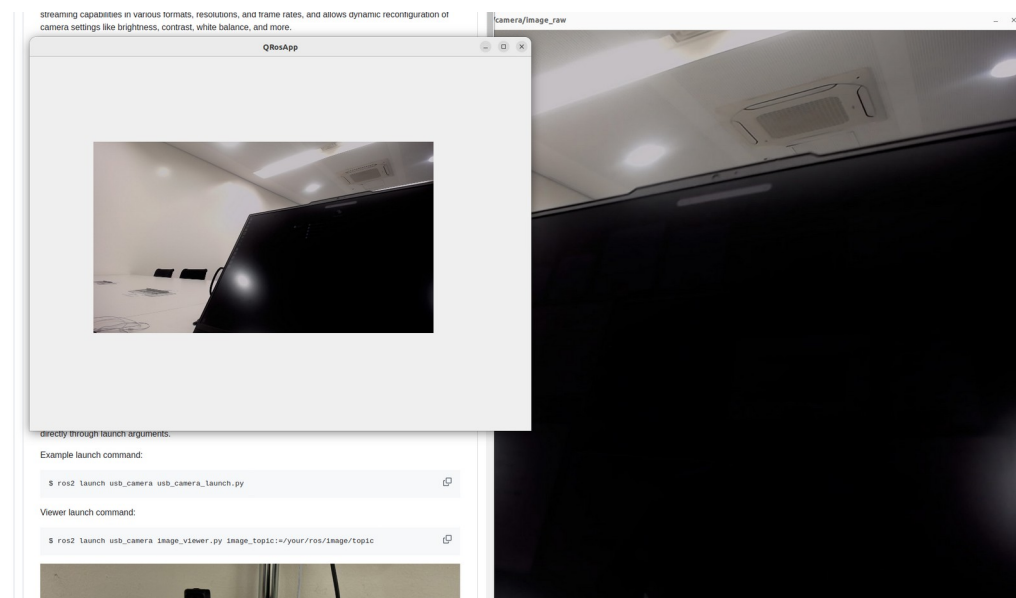 streaming capabilities in various formats, resolutions, and frame rates, and allows dynamic reconfiguration of
camera settings like brightness, contrast, white balance, and more.
/camera/image_raw
QRosApp
directly through launch arguments.
Example launch command:
$ ros2 launch usb_camera usb_camera_launch.py
Viewer launch command:
$ ros2 launch usb_camera image_viewer.py image_topic:=/your/ros/image/topic